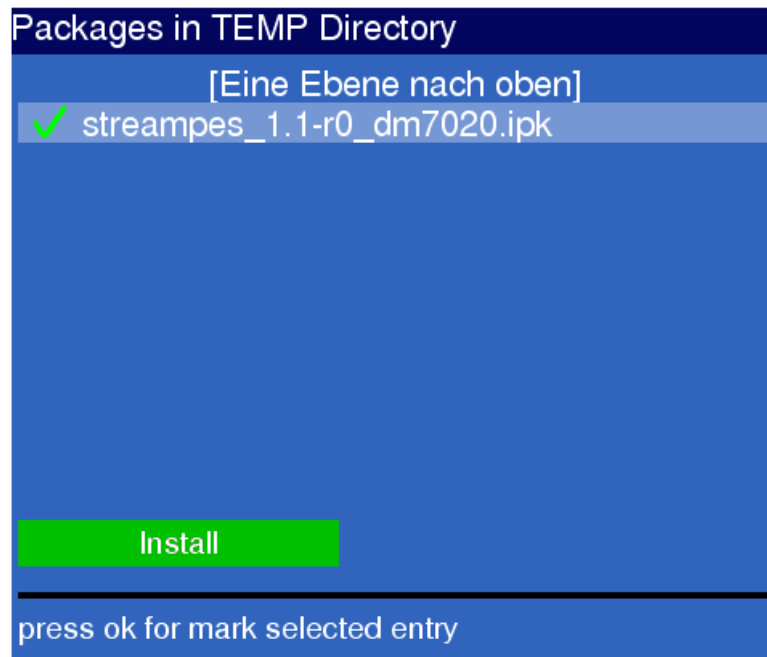 Packages in TEMP Directory
[Eine Ebene nach oben]
streampes_1.1-r0_dm7020.ipk
Install
press ok for mark selected entry